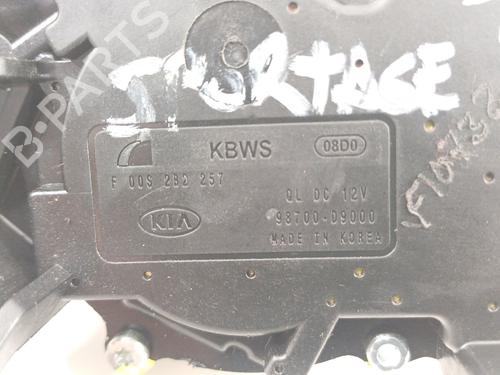 SPORTAGE
KBWS 08D0
F 00S 2B2 257
QL DC 12V
KIA
98700-D9000
MADE IN KOREA
B-PARTS